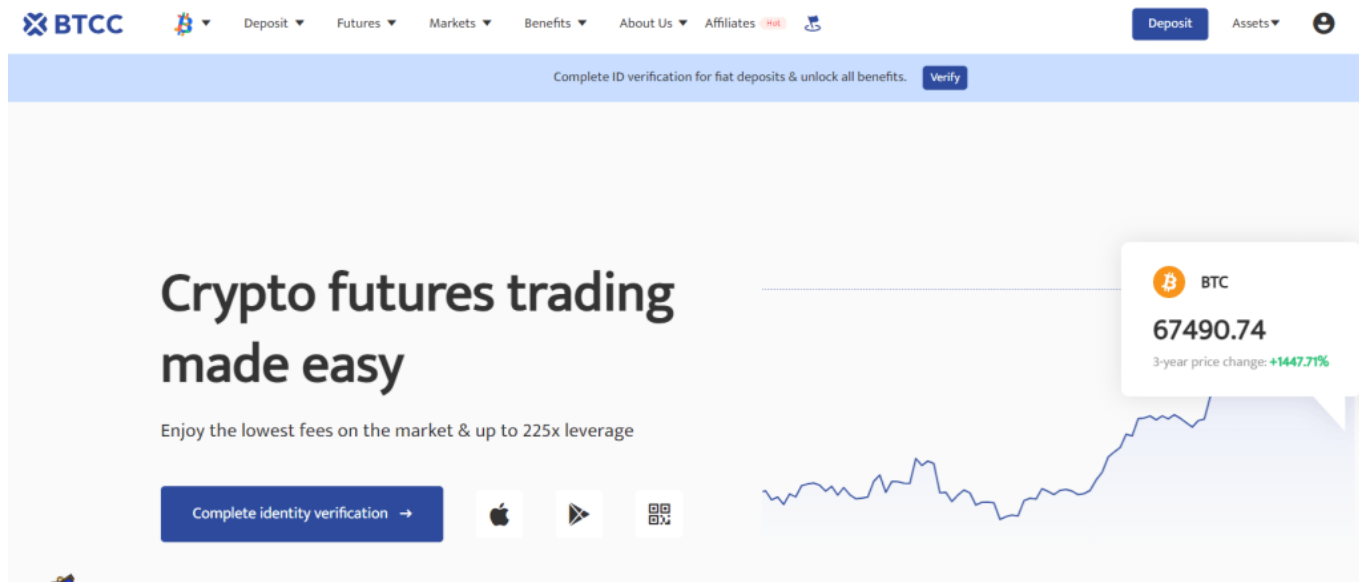 BTCC
Deposit
Futures
Markets
Benefits
About Us
Affiliates
Hot
Deposit
Assets
Complete ID verification for fiat deposits & unlock all benefits.
Verify
Crypto futures trading
made easy
Enjoy the lowest fees on the market & up to 225x leverage
Complete identity verification →
BTC
67490.74
3-year price change: +1447.71%